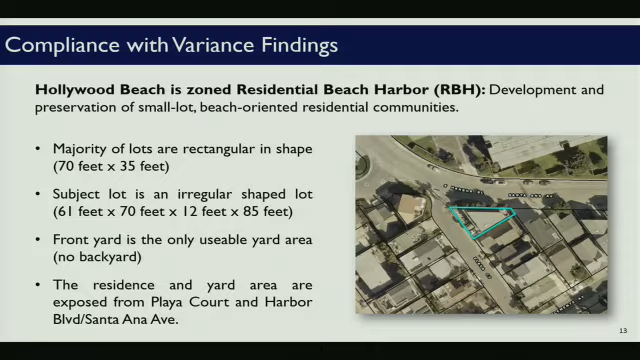 Compliance with Variance Findings
Hollywood Beach is zoned Residential Beach Harbor (RBH): Development and
preservation of small-lot, beach-oriented residential communities.
• Majority of lots are rectangular in shape
(70 feet x 35 feet)
• Subject lot is an irregular shaped lot
(61 feet x 70 feet x 12 feet x 85 feet)
• Front yard is the only useable yard area
(no backyard)
• The residence and yard area are
exposed from Playa Court and Harbor
Blvd/Santa Ana Ave.
13